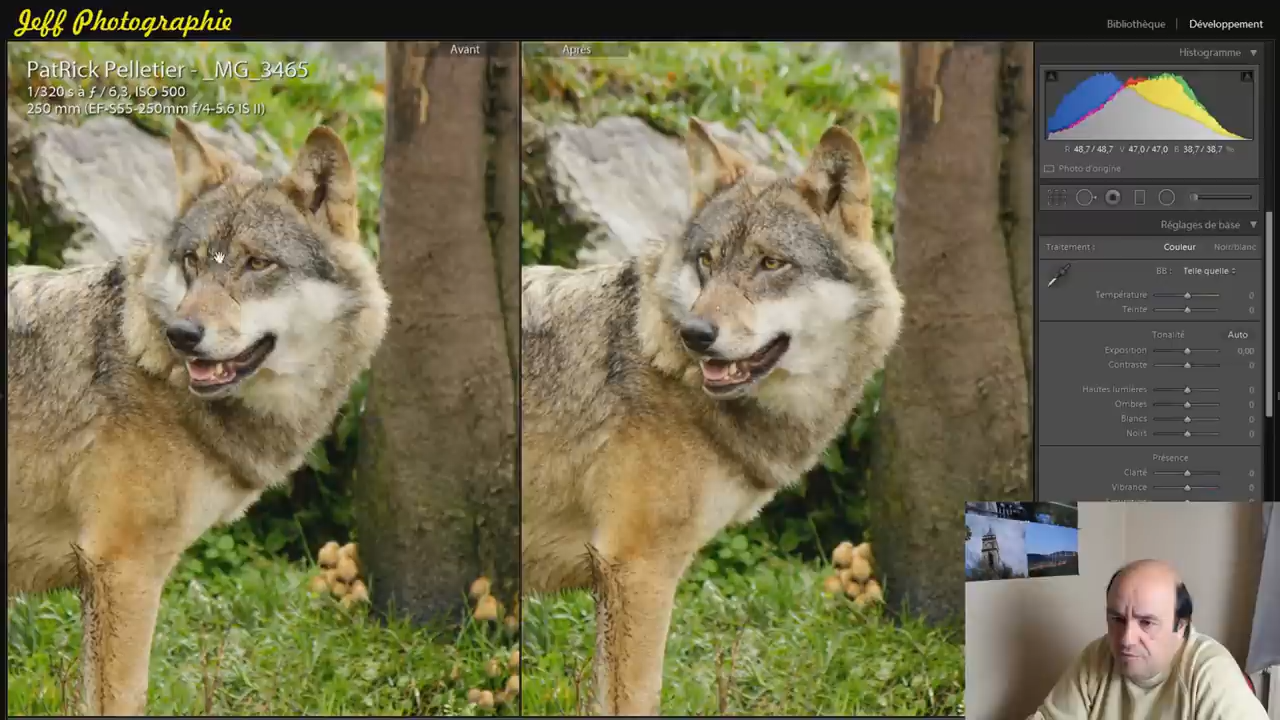 Jeff Photographie
Bibliothèque | Développement
Avant
Après
Histogramme
PatRick Pelletier - _MG_3465
1/320 s à ƒ / 6,3, ISO 500
250 mm (EF-S55-250mm f/4-5.6 IS II)
R 48,7 / 48,7 V 47,0 / 47,0 B 38,7 / 38,7 %
Photo d'origine
Réglages de base
Traitement : Couleur Noir/blanc
BB : Telle quelle
Température 0
Teinte 0
Tonalité Auto
Exposition 0,00
Contraste 0
Hautes lumières 0
Ombres 0
Blancs 0
Noirs 0
Présence
Clarté 0
Vibrance 0